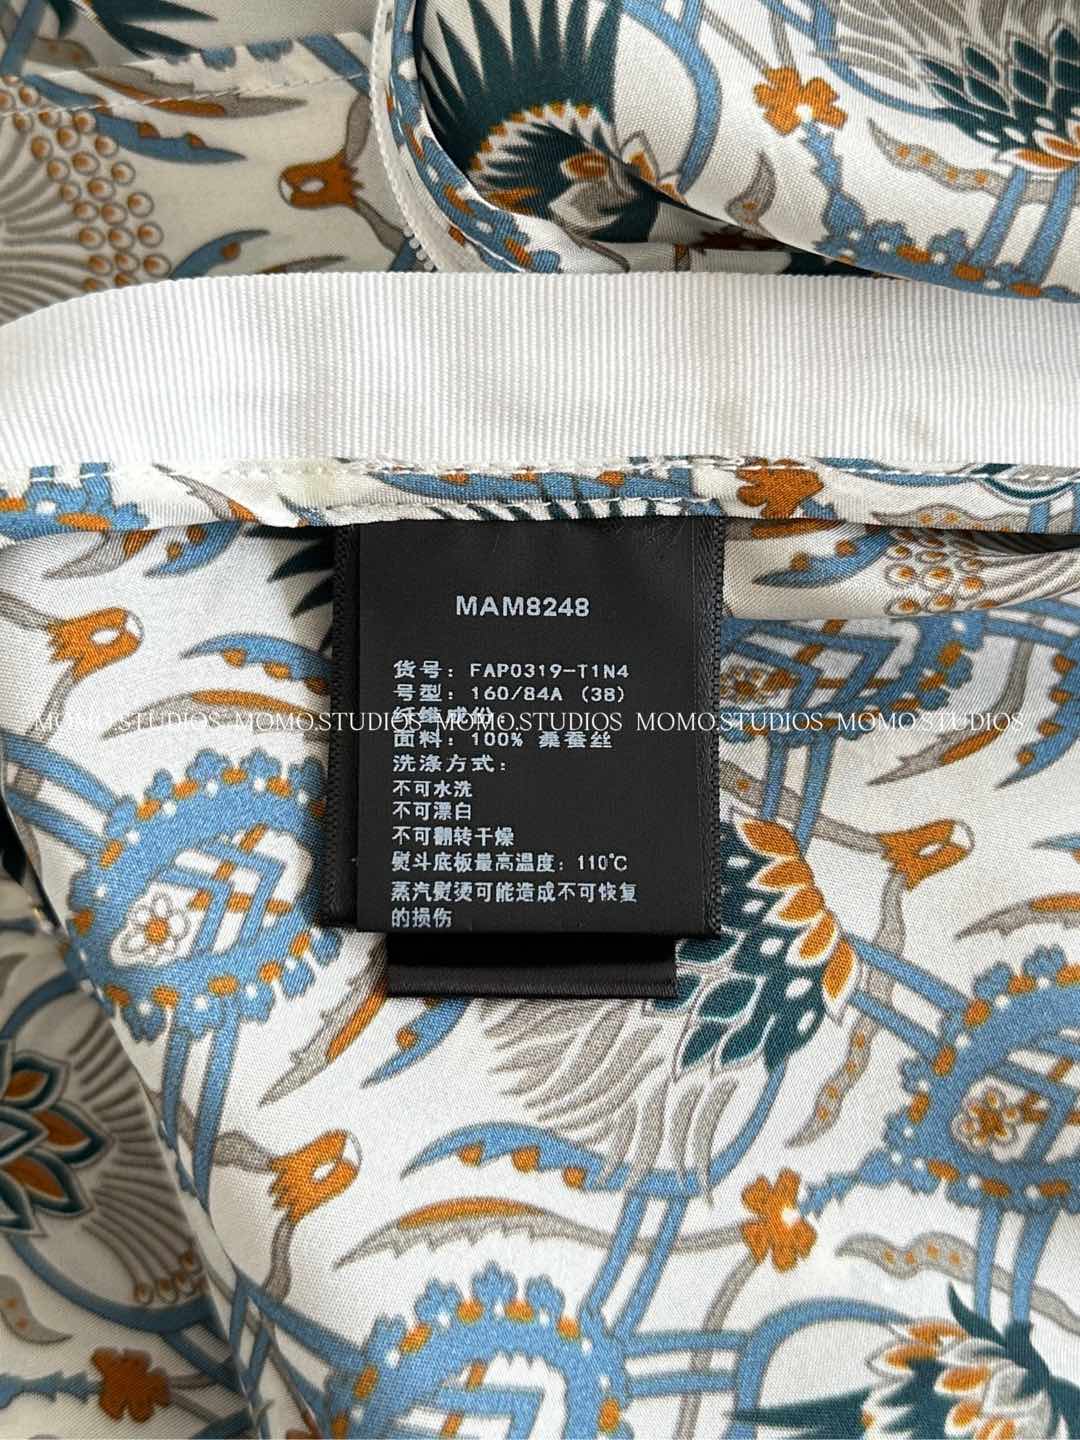 MAM8248
货号: FAP0319-T1N4
号型: 160/84A (38)
纤维成份:
MOMO.STUDIOS MOMO.STUDIOS MOMO.STUDIOS MOMO.STUDIOS MOMO.STUDIOS
面料: 100% 桑蚕丝
洗涤方式:
不可水洗
不可漂白
不可翻转干燥
熨斗底板最高温度: 110℃
蒸汽熨烫可能造成不可恢复
的损伤